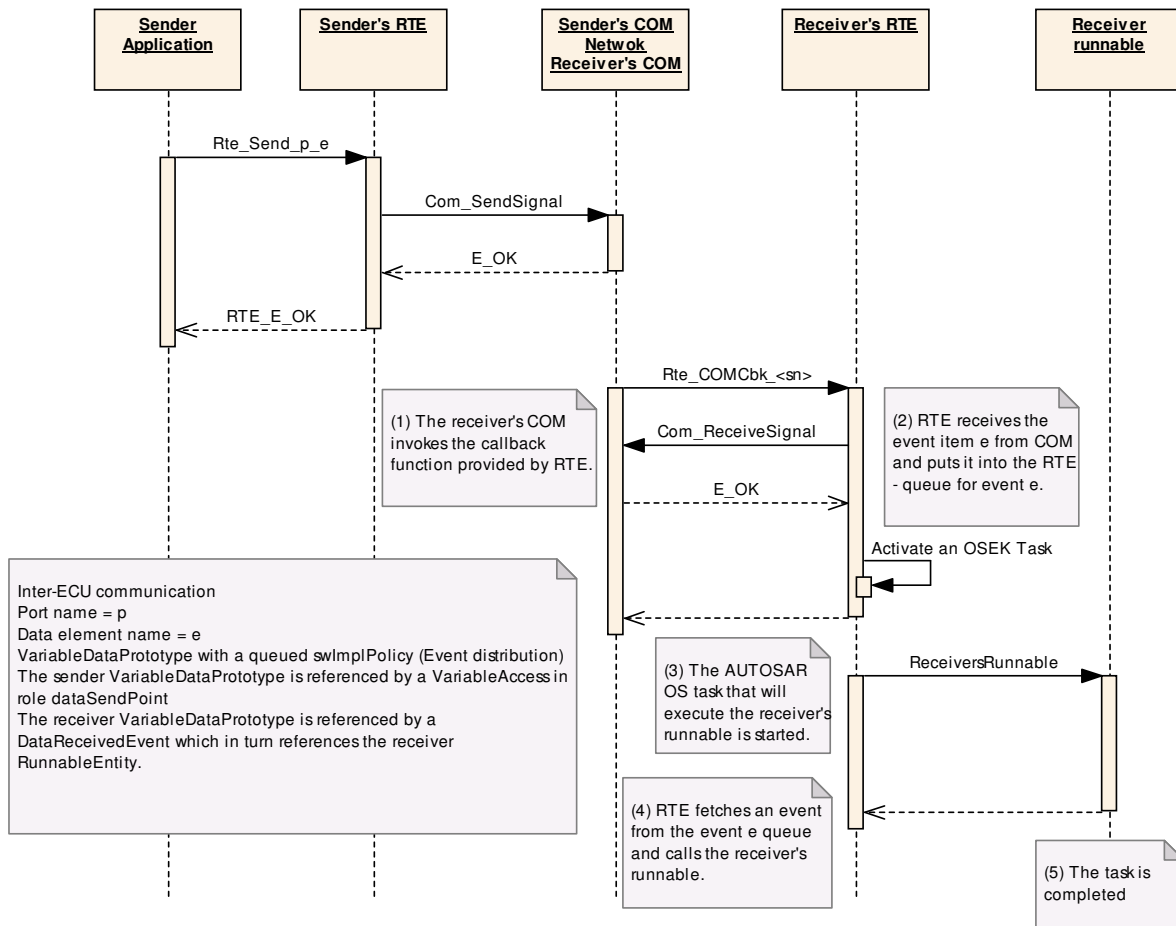 Sender
Application
Sender's RTE
Sender's COM
Netwok
Receiver's COM
Receiver's RTE
Receiver
runnable
Rte_Send_p_e
Com_SendSignal
E_OK
RTE_E_OK
Rte_COMCbk_<sn>
(1) The receiver's COM
invokes the callback
function provided by RTE.
Com_ReceiveSignal
(2) RTE receives the
event item e from COM
and puts it into the RTE
- queue for event e.
E_OK
Activate an OSEK Task
Inter-ECU communication
Port name = p
Data element name = e
VariableDataPrototype with a queued swImplPolicy (Event distribution)
The sender VariableDataPrototype is referenced by a VariableAccess in
role dataSendPoint
The receiver VariableDataPrototype is referenced by a
DataReceivedEvent which in turn references the receiver
RunnableEntity.
(3) The AUTOSAR
OS task that will
execute the receiver's
runnable is started.
ReceiversRunnable
(4) RTE fetches an event
from the event e queue
and calls the receiver's
runnable.
(5) The task is
completed